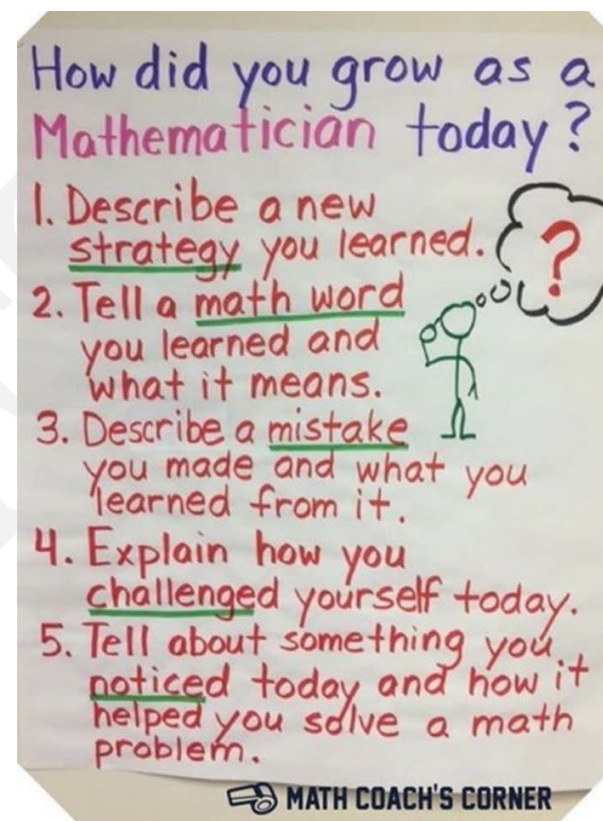 How did you grow as a
Mathematician today?
1. Describe a new
strategy you learned.
?
2. Tell a math word
you learned and
what it means.
3. Describe a mistake
you made and what you
learned from it.
4. Explain how you
challenged yourself today.
5. Tell about something you
noticed today and how it
helped you solve a math
problem.
MATH COACH'S CORNER